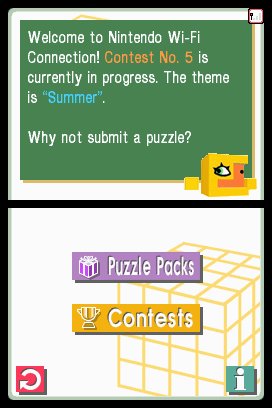 Welcome to Nintendo Wi-Fi
Connection! Contest No. 5 is
currently in progress. The theme
is “Summer”.
Why not submit a puzzle?
Puzzle Packs
Contests
i